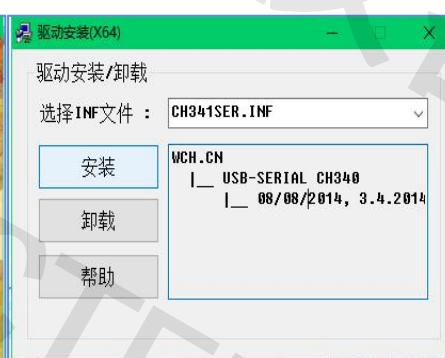 驱动安装(X64)
驱动安装/卸载
选择INF文件 : CH341SER.INF
安装
卸载
帮助
WCH.CN
|__ USB-SERIAL CH340
|__ 08/08/2014, 3.4.2014